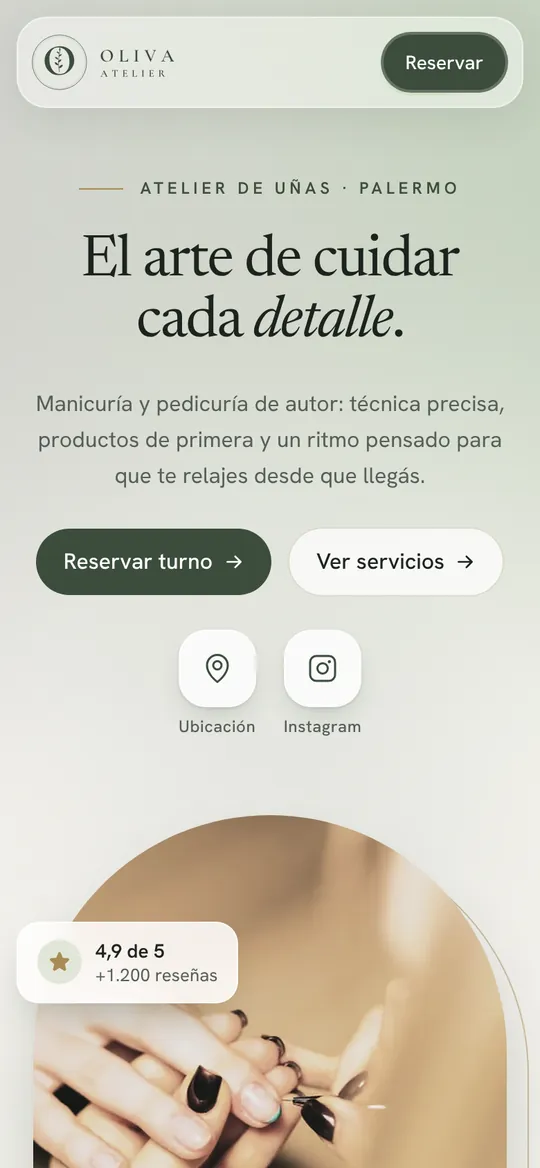 OLIVA
ATELIER
Reservar
ATELIER DE UÑAS · PALERMO
El arte de cuidar
cada detalle.
Manicuría y pedicuría de autor: técnica precisa,
productos de primera y un ritmo pensado para
que te relajes desde que llegás.
Reservar turno →
Ver servicios →
Ubicación
Instagram
4,9 de 5
+1.200 reseñas